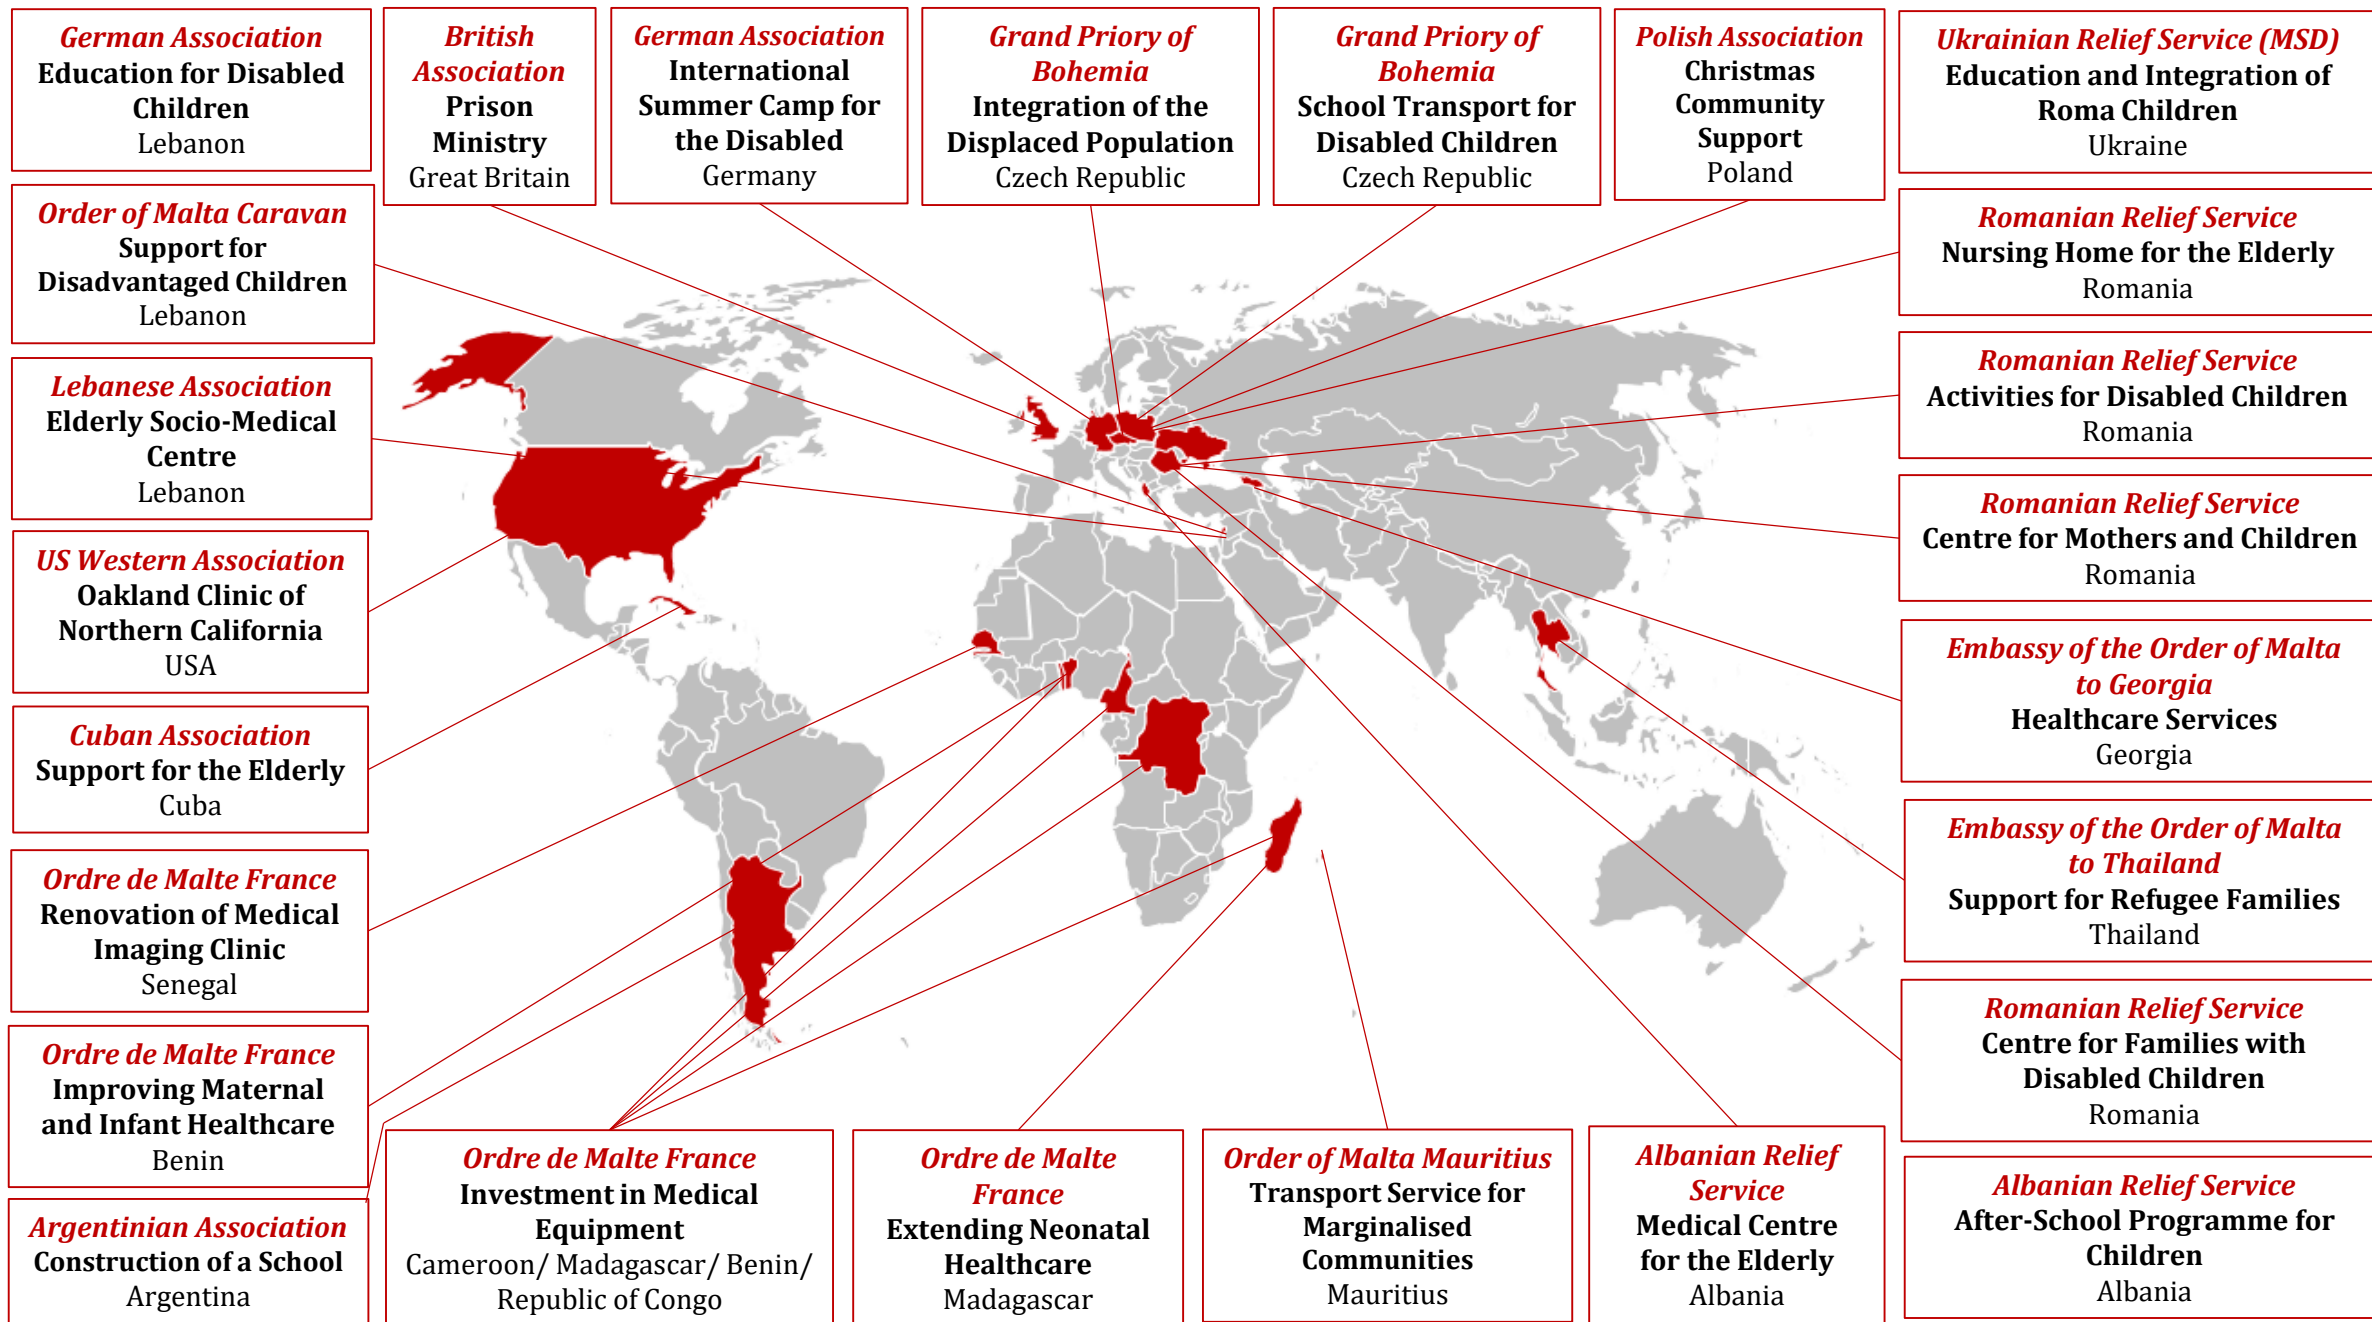 German Association
Education for Disabled
Children
Lebanon
British
Association
Prison
Ministry
Great Britain
German Association
International
Summer Camp for
the Disabled
Germany
Grand Priory of
Bohemia
Integration of the
Displaced Population
Czech Republic
Grand Priory of
Bohemia
School Transport for
Disabled Children
Czech Republic
Polish Association
Christmas
Community
Support
Poland
Ukrainian Relief Service (MSD)
Education and Integration of
Roma Children
Ukraine
Order of Malta Caravan
Support for
Disadvantaged Children
Lebanon
Romanian Relief Service
Nursing Home for the Elderly
Romania
Lebanese Association
Elderly Socio-Medical
Centre
Lebanon
Romanian Relief Service
Activities for Disabled Children
Romania
US Western Association
Oakland Clinic of
Northern California
USA
Romanian Relief Service
Centre for Mothers and Children
Romania
Cuban Association
Support for the Elderly
Cuba
Embassy of the Order of Malta
to Georgia
Healthcare Services
Georgia
Ordre de Malte France
Renovation of Medical
Imaging Clinic
Senegal
Embassy of the Order of Malta
to Thailand
Support for Refugee Families
Thailand
Ordre de Malte France
Improving Maternal
and Infant Healthcare
Benin
Romanian Relief Service
Centre for Families with
Disabled Children
Romania
Argentinian Association
Construction of a School
Argentina
Ordre de Malte France
Investment in Medical
Equipment
Cameroon/ Madagascar/ Benin/
Republic of Congo
Ordre de Malte
France
Extending Neonatal
Healthcare
Madagascar
Order of Malta Mauritius
Transport Service for
Marginalised
Communities
Mauritius
Albanian Relief
Service
Medical Centre
for the Elderly
Albania
Albanian Relief Service
After-School Programme for
Children
Albania